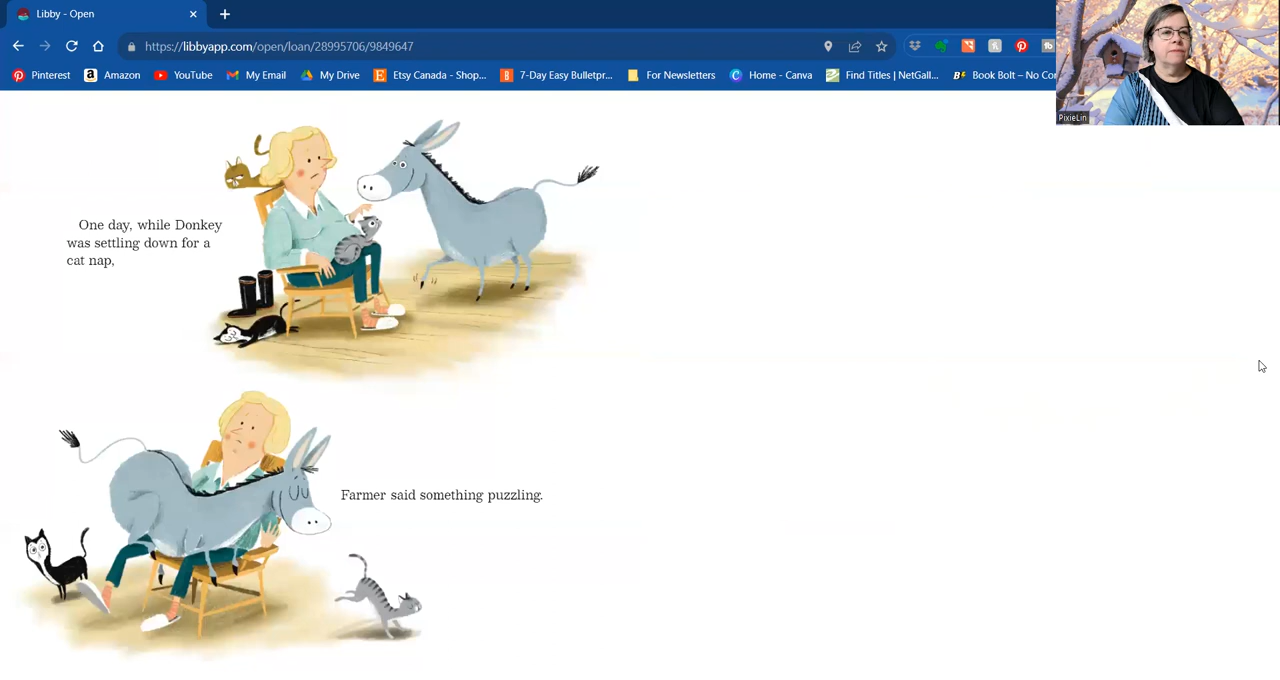 Libby - Open
https://libbyapp.com/open/loan/28995706/9849647
Pinterest
Amazon
YouTube
My Email
My Drive
Etsy Canada - Shop...
7-Day Easy Bulletpr...
For Newsletters
Home - Canva
Find Titles | NetGall...
Book Bolt – No Con
PixieLin
One day, while Donkey
was settling down for a
cat nap,
Farmer said something puzzling.